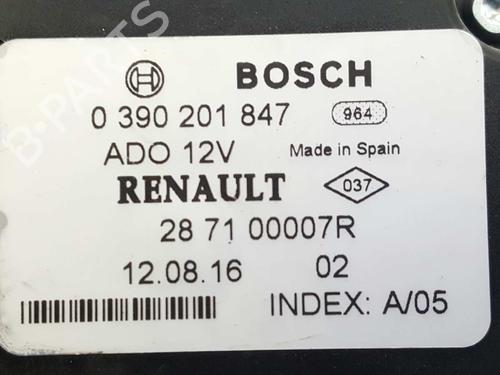 BOSCH
0 390 201 847 964
ADO 12V Made in Spain
RENAULT 037
28 71 00007R
12.08.16 02
INDEX: A/05
B-PARTS